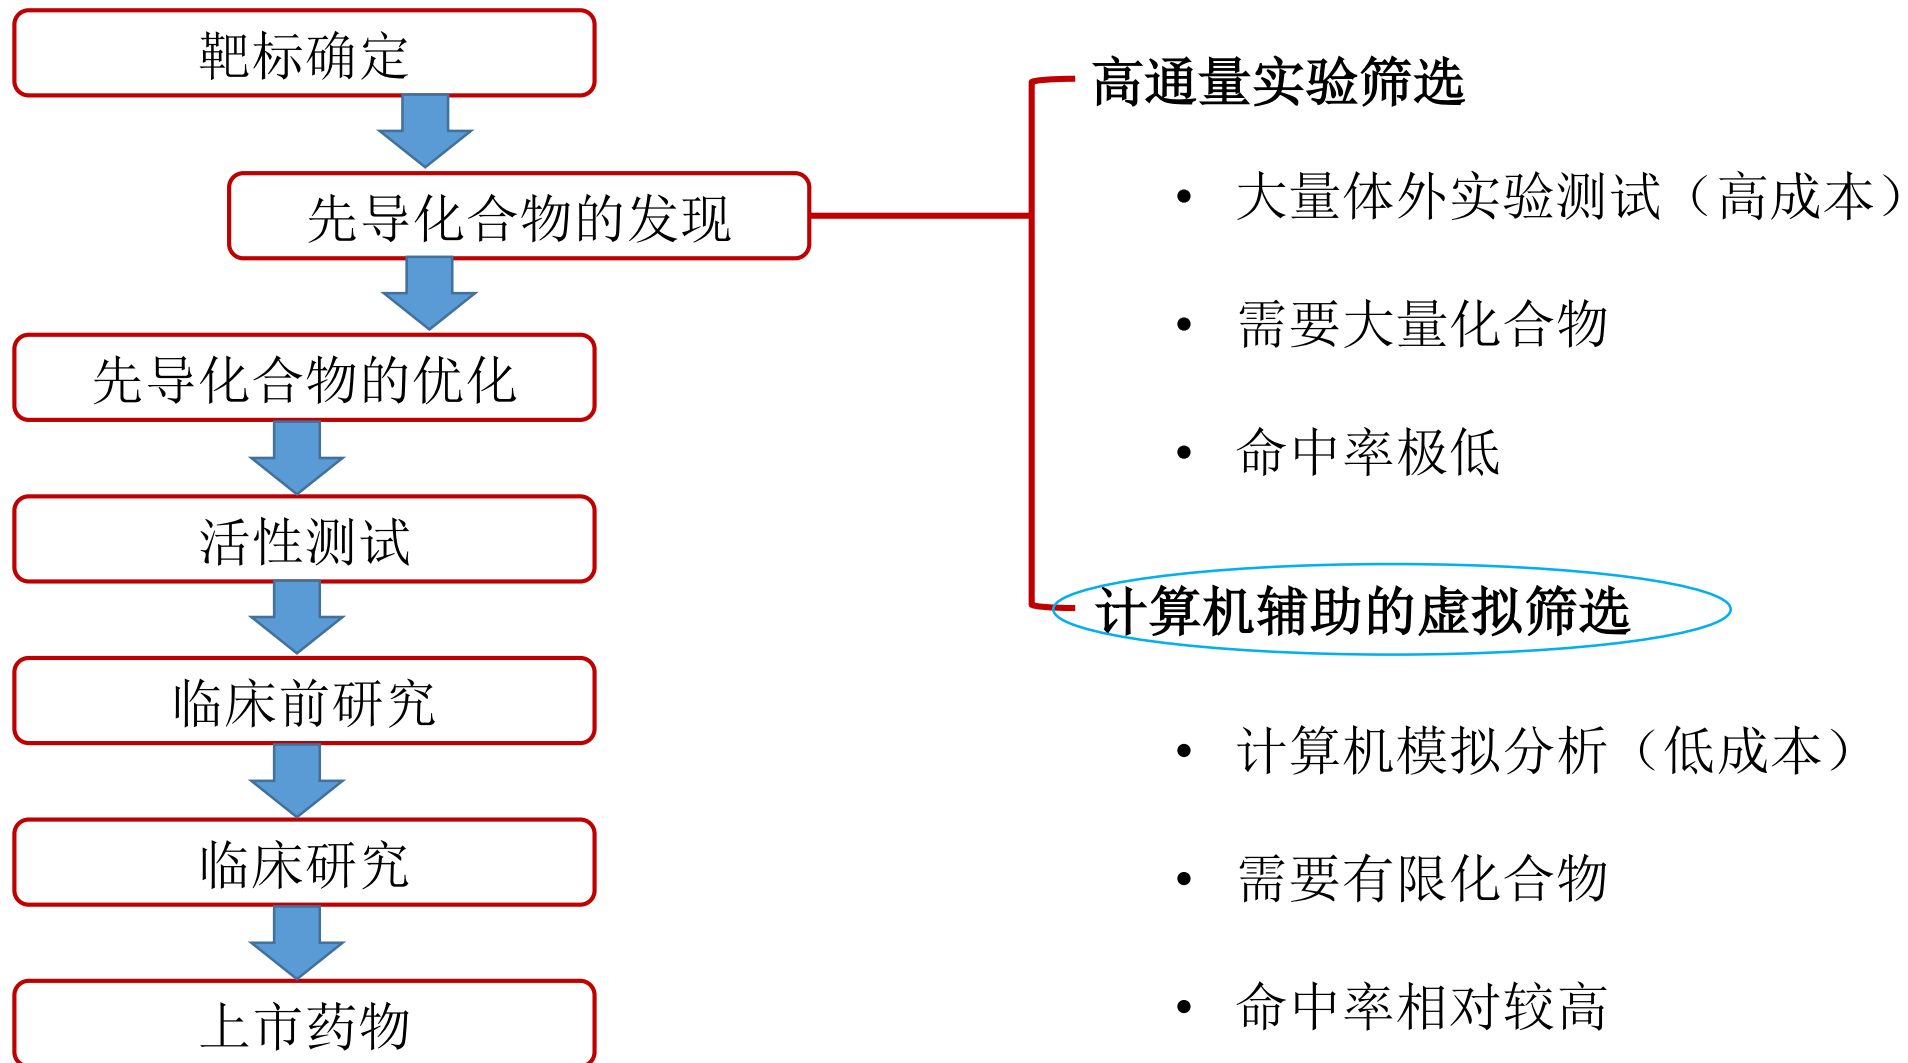 靶标确定
先导化合物的发现
先导化合物的优化
活性测试
临床前研究
临床研究
上市药物
高通量实验筛选
• 大量体外实验测试（高成本）
• 需要大量化合物
• 命中率极低
计算机辅助的虚拟筛选
• 计算机模拟分析（低成本）
• 需要有限化合物
• 命中率相对较高